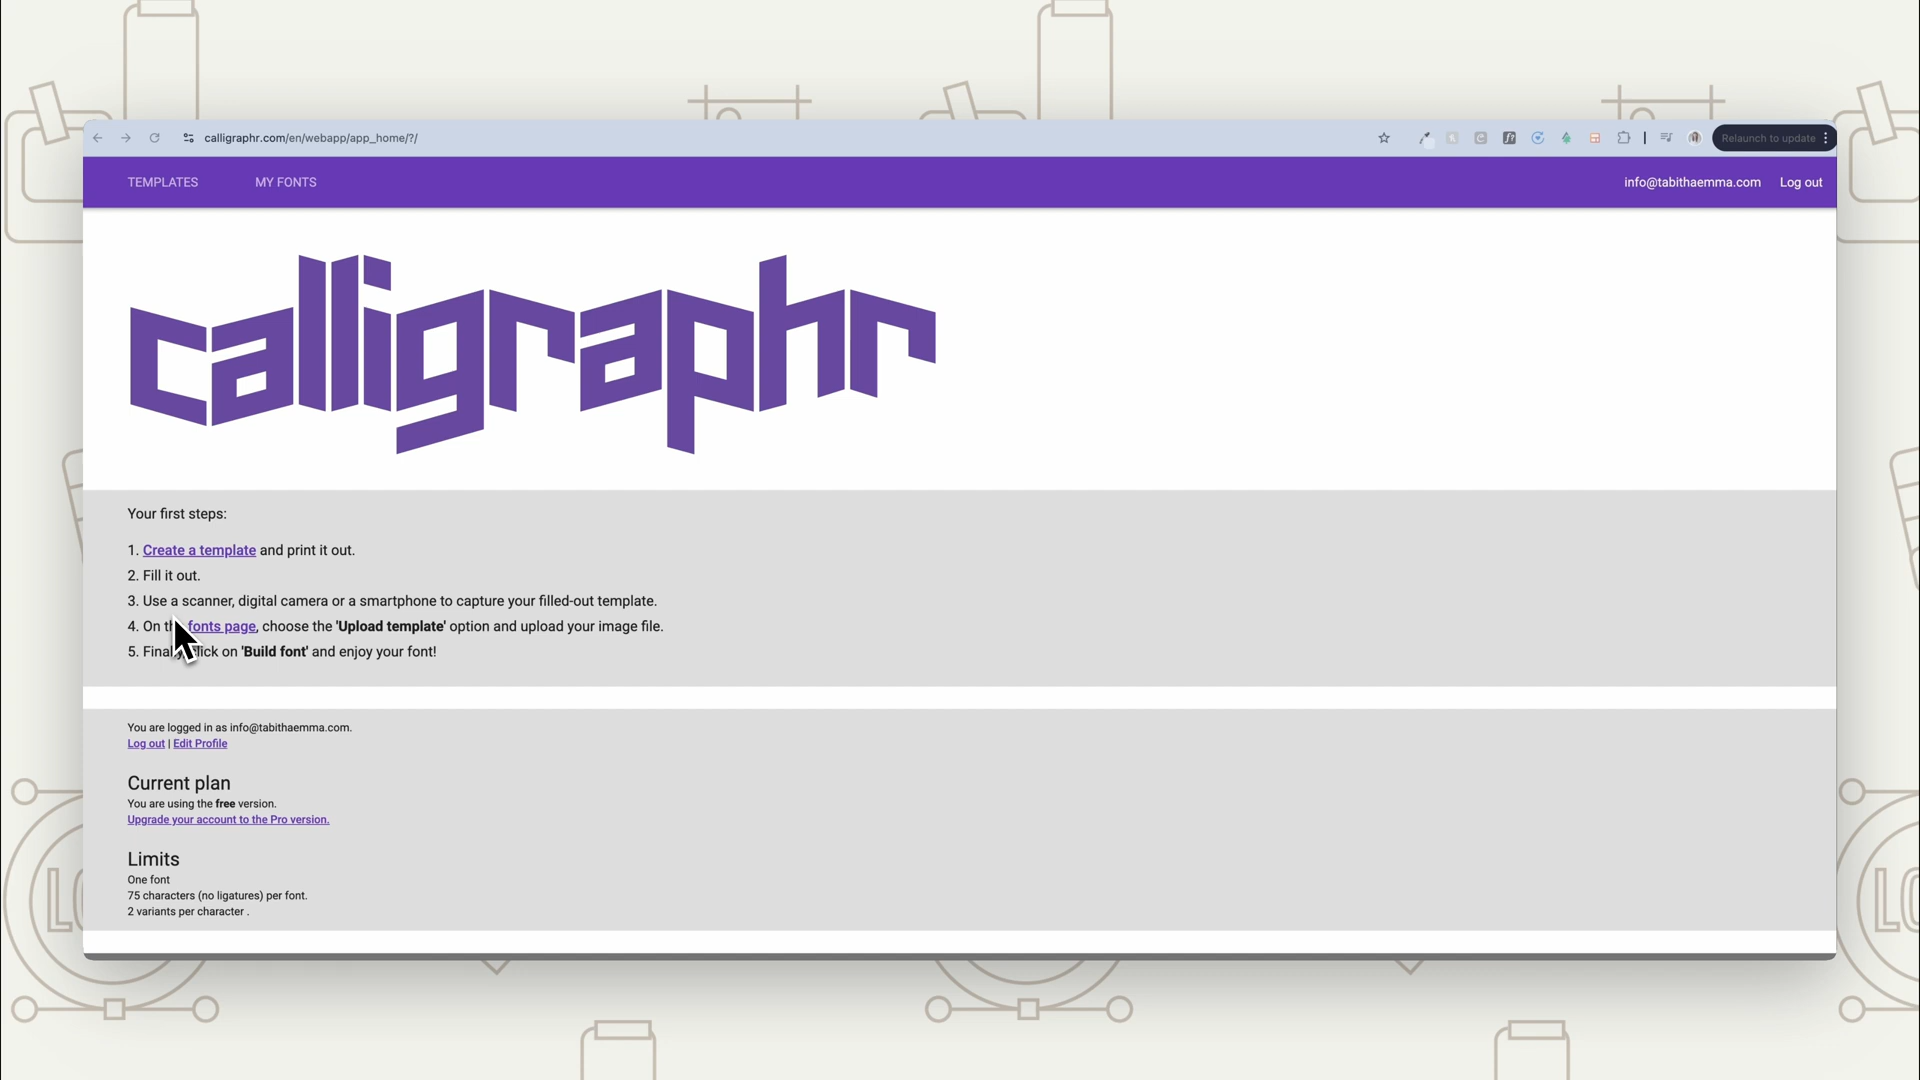 calligraphr.com/en/webapp/app_home/?/
Relaunch to update
TEMPLATES
MY FONTS
info@tabithaemma.com
Log out
calligraphr
Your first steps:
1. Create a template and print it out.
2. Fill it out.
3. Use a scanner, digital camera or a smartphone to capture your filled-out template.
4. On fonts page, choose the 'Upload template' option and upload your image file.
5. on 'Build font' and enjoy your font!
You are logged in as info@tabithaemma.com.
Log out | Edit Profile
Current plan
You are using the free version.
Upgrade your account to the Pro version.
Limits
One font
75 characters (no ligatures) per font.
2 variants per character .